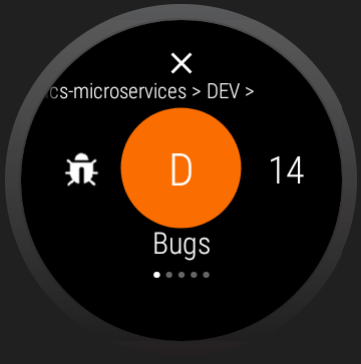 cs-microservices > DEV >
D
14
Bugs